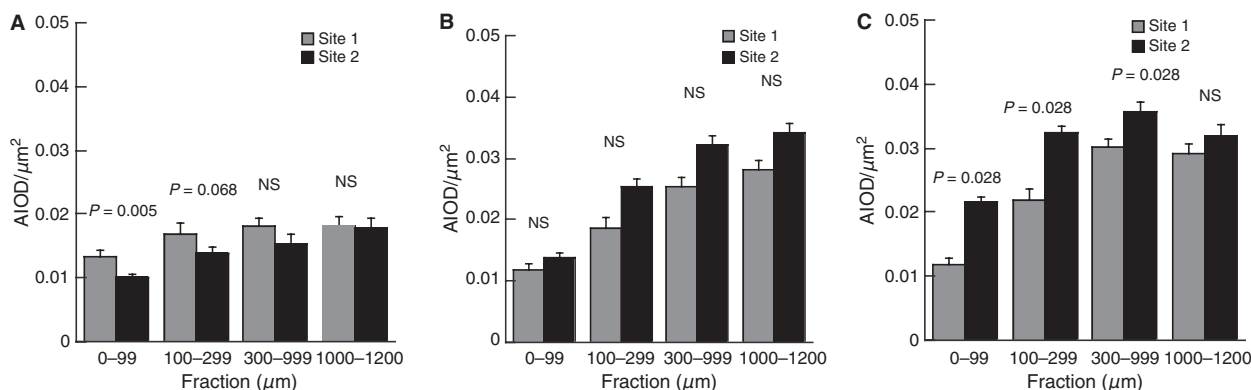 A
0.05
0.04
0.03
0.02
0.01
0
AIOD/μm²
Site 1
Site 2
P = 0.005
P = 0.068
NS
NS
0–99
100–299
300–999
1000–1200
Fraction (μm)
B
0.05
0.04
0.03
0.02
0.01
0
AIOD/μm²
Site 1
Site 2
NS
NS
NS
NS
0–99
100–299
300–999
1000–1200
Fraction (μm)
C
0.05
0.04
0.03
0.02
0.01
0
AIOD/μm²
Site 1
Site 2
P = 0.028
P = 0.028
P = 0.028
NS
0–99
100–299
300–999
1000–1200
Fraction (μm)